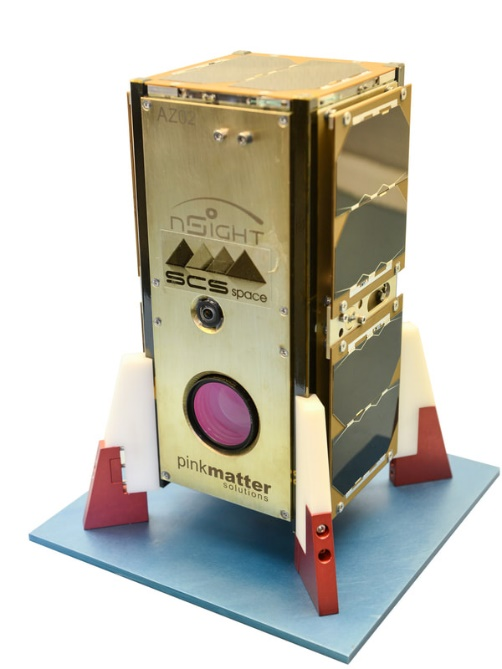 AZ02
nSIGHT
SCS space
pinkmatter
solutions